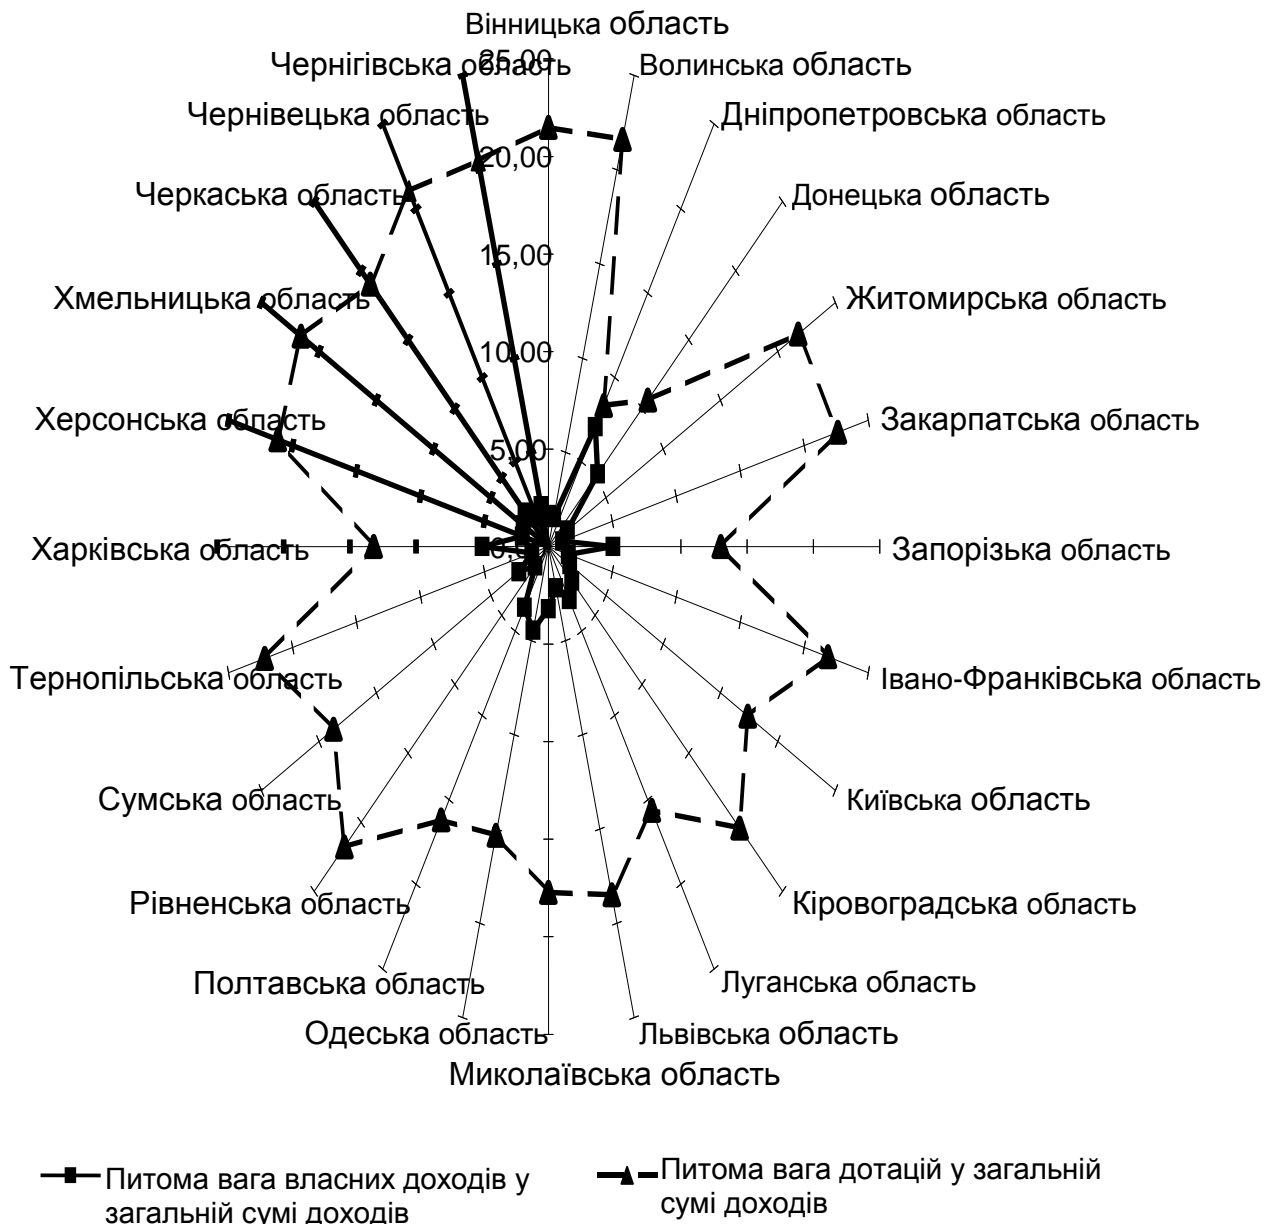 Вінницька область
Чернігівська область
25,00
Волинська область
Чернівецька область
Дніпропетровська область
20,00
Черкаська область
Донецька область
15,00
Хмельницька область
Житомирська область
10,00
Херсонська область
Закарпатська область
5,00
Харківська область
0,00
Запорізька область
Тернопільська область
Івано-Франківська область
Сумська область
Київська область
Рівненська область
Кіровоградська область
Полтавська область
Луганська область
Одеська область
Львівська область
Миколаївська область
Питома вага власних доходів у
загальній сумі доходів
Питома вага дотацій у загальній
сумі доходів